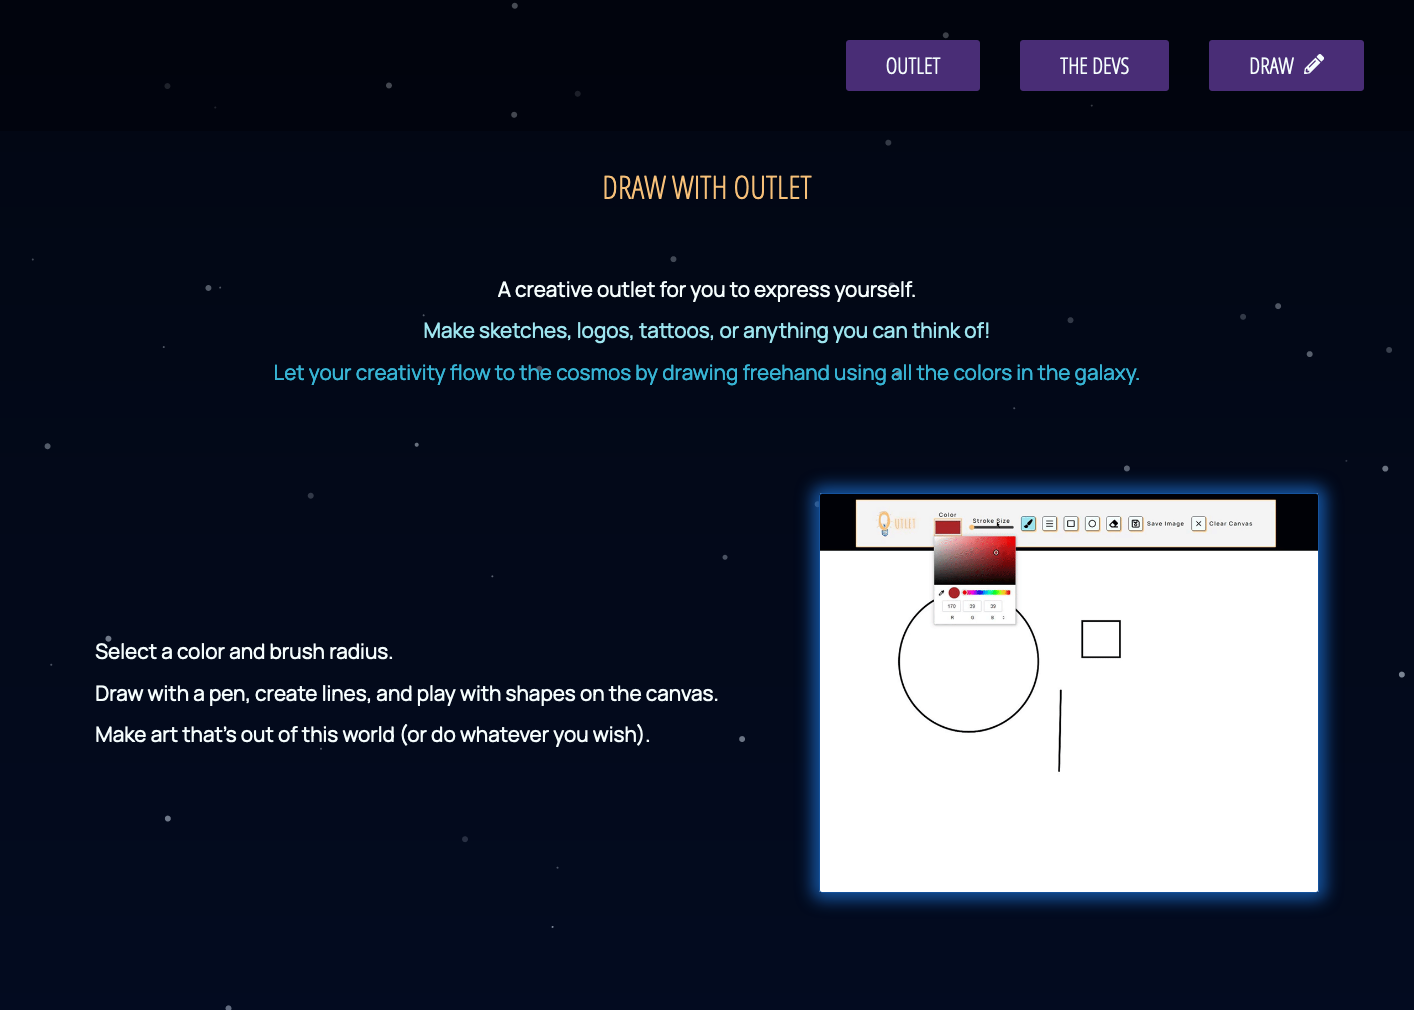 OUTLET
THE DEVS
DRAW
DRAW WITH OUTLET
A creative outlet for you to express yourself.
Make sketches, logos, tattoos, or anything you can think of!
Let your creativity flow to the cosmos by drawing freehand using all the colors in the galaxy.
Select a color and brush radius.
Draw with a pen, create lines, and play with shapes on the canvas.
Make art that's out of this world (or do whatever you wish).
UTLET
Color
Stroke Size
Save Image
Clear Canvas
170 39 39
R G B